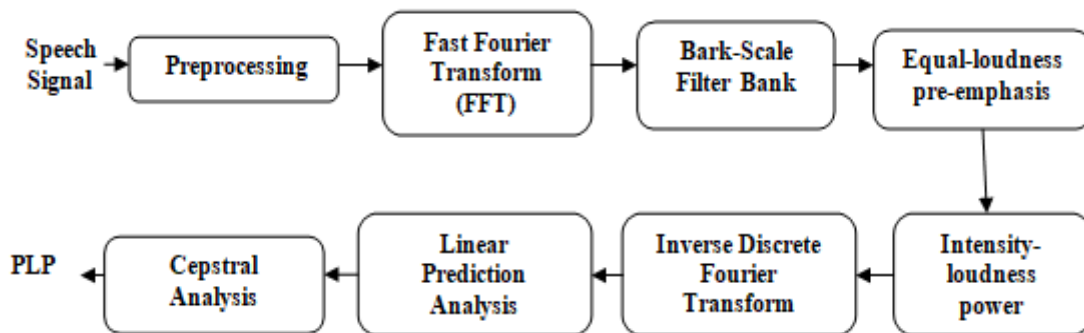 Speech
Signal
Preprocessing
Fast Fourier
Transform
(FFT)
Bark-Scale
Filter Bank
Equal-loudness
pre-emphasis
Intensity-
loudness
power
Inverse Discrete
Fourier
Transform
Linear
Prediction
Analysis
Cepstral
Analysis
PLP